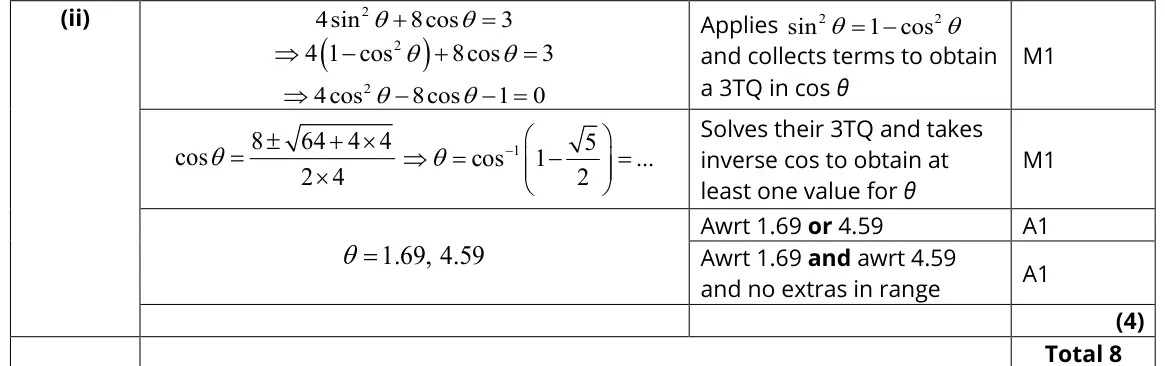 (ii)
4sin²θ + 8cosθ = 3
⇒ 4(1 − cos²θ) + 8cosθ = 3
⇒ 4cos²θ − 8cosθ − 1 = 0
Applies sin²θ = 1 − cos²θ
and collects terms to obtain
a 3TQ in cos θ
M1
cosθ = (8 ± √(64 + 4 × 4))/(2 × 4) ⇒ θ = cos⁻¹(1 − √5/2) = ...
Solves their 3TQ and takes
inverse cos to obtain at
least one value for θ
M1
θ = 1.69, 4.59
Awrt 1.69 or 4.59
A1
Awrt 1.69 and awrt 4.59
and no extras in range
A1
(4)
Total 8